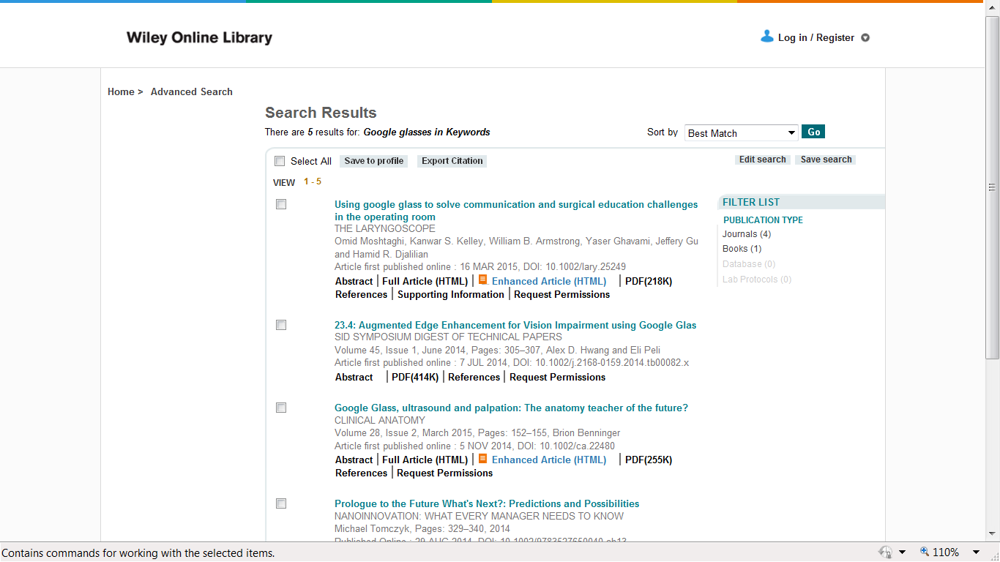 Wiley Online Library
Log in / Register
Home > Advanced Search
Search Results
There are 5 results for: Google glasses in Keywords
Sort by Best Match Go
Select All Save to profile Export Citation
Edit search Save search
VIEW 1 - 5
Using google glass to solve communication and surgical education challenges
in the operating room
THE LARYNGOSCOPE
Omid Moshtaghi, Kanwar S. Kelley, William B. Armstrong, Yaser Ghavami, Jeffery Gu
and Hamid R. Djalilian
Article first published online : 16 MAR 2015, DOI: 10.1002/lary.25249
Abstract | Full Article (HTML) | Enhanced Article (HTML) | PDF(218K)
References | Supporting Information | Request Permissions
FILTER LIST
PUBLICATION TYPE
Journals (4)
Books (1)
Database (0)
Lab Protocols (0)
23.4: Augmented Edge Enhancement for Vision Impairment using Google Glas
SID SYMPOSIUM DIGEST OF TECHNICAL PAPERS
Volume 45, Issue 1, June 2014, Pages: 305–307, Alex D. Hwang and Eli Peli
Article first published online : 7 JUL 2014, DOI: 10.1002/j.2168-0159.2014.tb00082.x
Abstract | PDF(414K) | References | Request Permissions
Google Glass, ultrasound and palpation: The anatomy teacher of the future?
CLINICAL ANATOMY
Volume 28, Issue 2, March 2015, Pages: 152–155, Brion Benninger
Article first published online : 5 NOV 2014, DOI: 10.1002/ca.22480
Abstract | Full Article (HTML) | Enhanced Article (HTML) | PDF(255K)
References | Request Permissions
Prologue to the Future What's Next?: Predictions and Possibilities
NANOINNOVATION: WHAT EVERY MANAGER NEEDS TO KNOW
Michael Tomczyk, Pages: 329–340, 2014
Published Online : 29 AUG 2014, DOI: 10.1002/9783527650040.ch13
Contains commands for working with the selected items.
110%